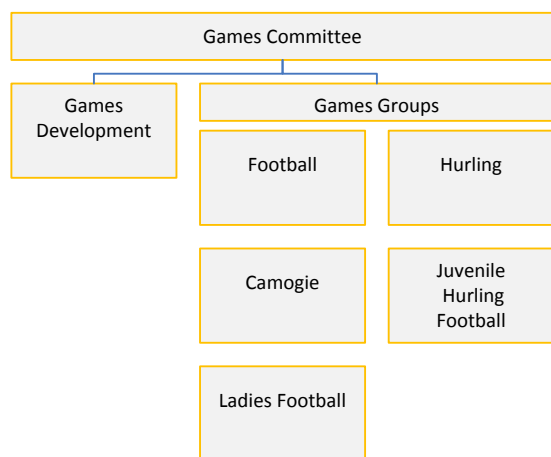 Games Committee
Games
Development
Games Groups
Football
Hurling
Camogie
Juvenile
Hurling
Football
Ladies Football